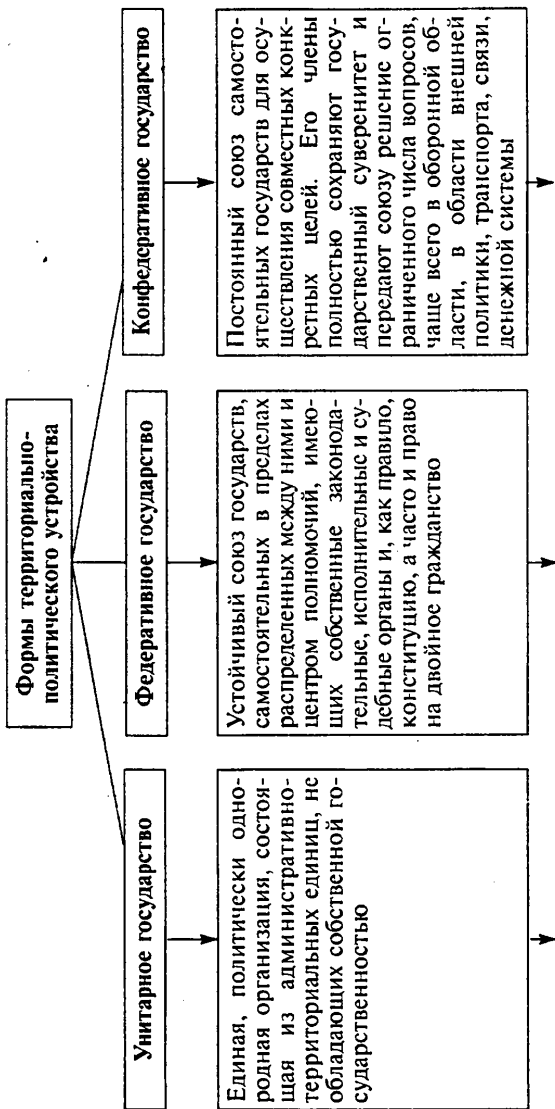 Формы территориально-
политического устройства
Унитарное государство
Единая, политически одно-
родная организация, состоя-
щая из административно-
территориальных единиц, не
обладающих собственной го-
сударственностью
Федеративное государство
Устойчивый союз государств,
самостоятельных в пределах
распределенных между ними и
центром полномочий, имею-
щих собственные законода-
тельные, исполнительные и су-
дебные органы и, как правило,
конституцию, а часто и право
на двойное гражданство
Конфедеративное государство
Постоянный союз самосто-
ятельных государств для осу-
ществления совместных конк-
ретных целей. Его члены
полностью сохраняют госу-
дарственный суверенитет и
передают союзу решение ог-
раниченного числа вопросов,
чаще всего в оборонной об-
ласти, в области внешней
политики, транспорта, связи,
денежной системы